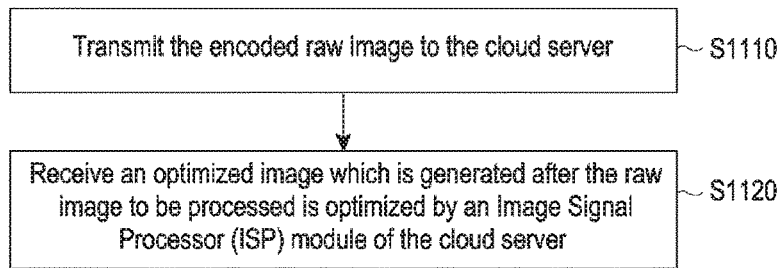 Transmit the encoded raw image to the cloud server
S1110
Receive an optimized image which is generated after the raw
image to be processed is optimized by an Image Signal
Processor (ISP) module of the cloud server
S1120